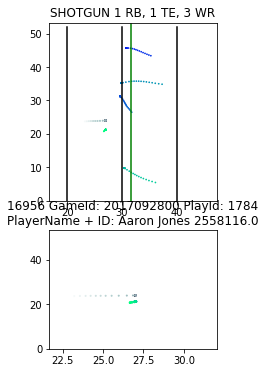 SHOTGUN 1 RB, 1 TE, 3 WR
50
40
30
20
10
0
20 30 40
16956 GameId: 2017092800 PlayId: 1784
PlayerName + ID: Aaron Jones 2558116.0
40
20
0
22.5 25.0 27.5 30.0